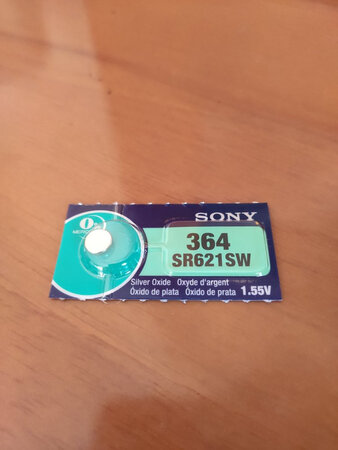 SONY
364
SR621SW
Silver Oxide Oxyde d'argent
Óxido de plata Óxido de prata 1.55V